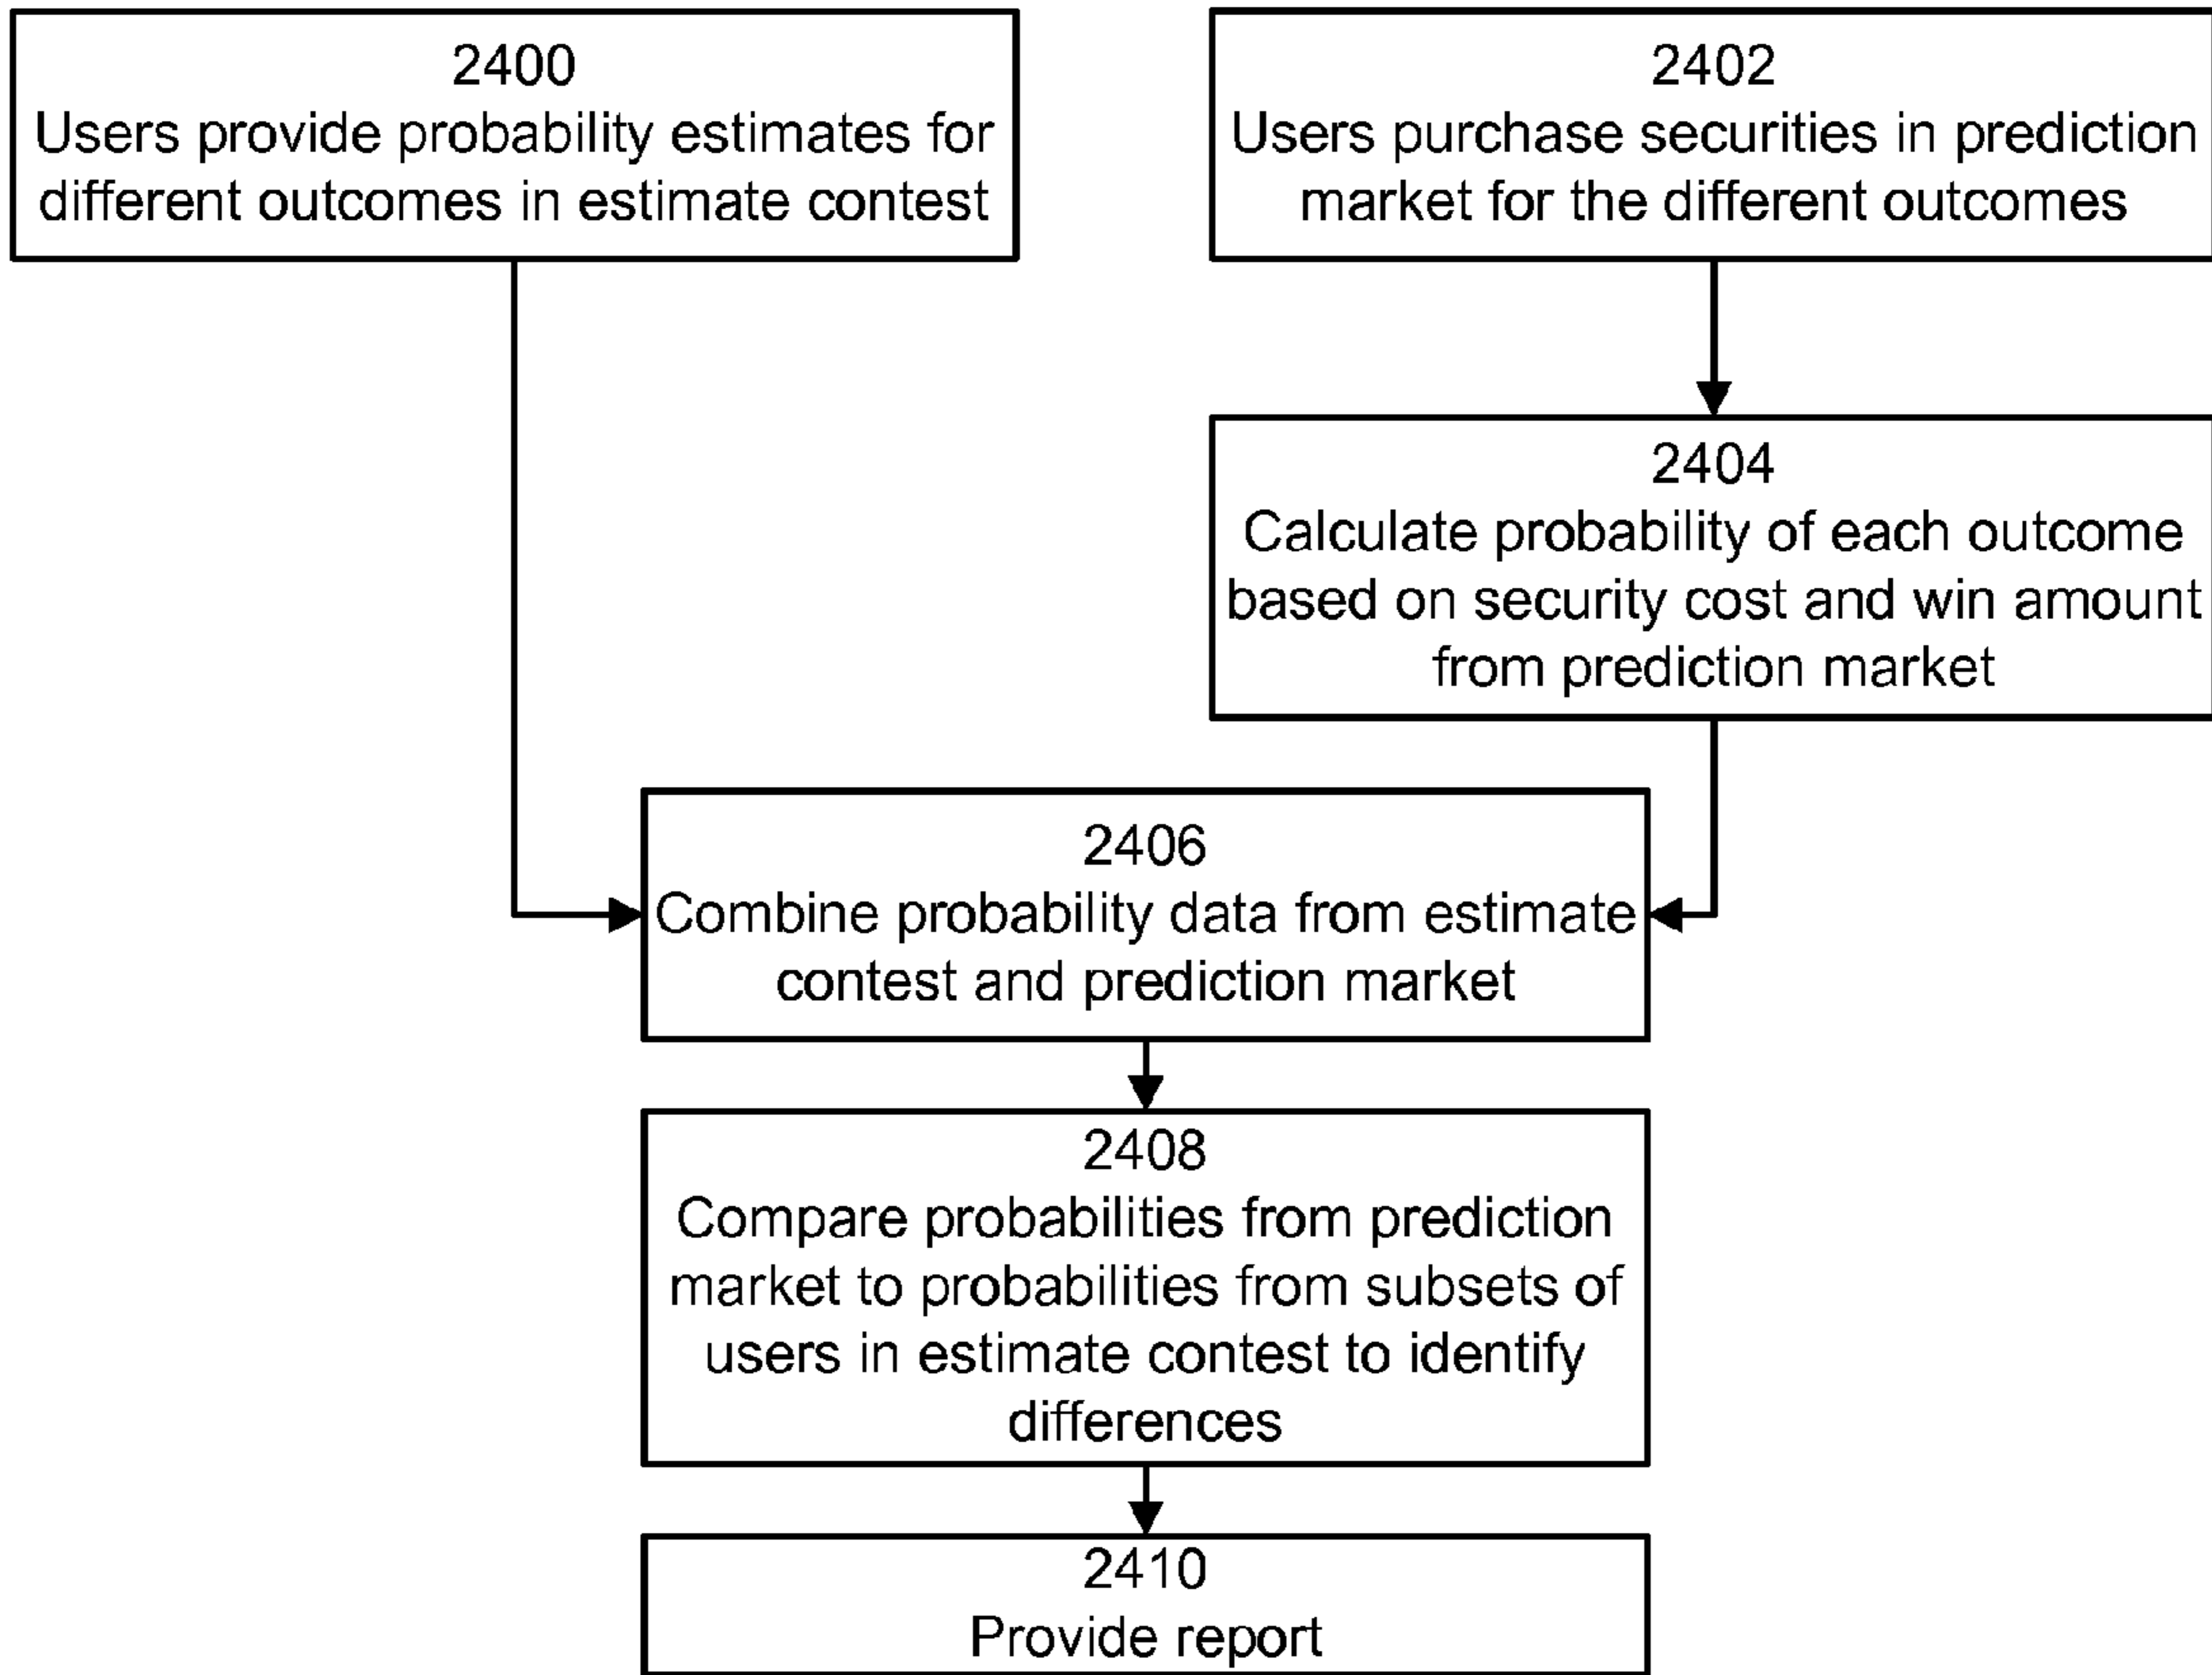 2400
Users provide probability estimates for
different outcomes in estimate contest
2402
Users purchase securities in prediction
market for the different outcomes
2404
Calculate probability of each outcome
based on security cost and win amount
from prediction market
2406
Combine probability data from estimate
contest and prediction market
2408
Compare probabilities from prediction
market to probabilities from subsets of
users in estimate contest to identify
differences
2410
Provide report